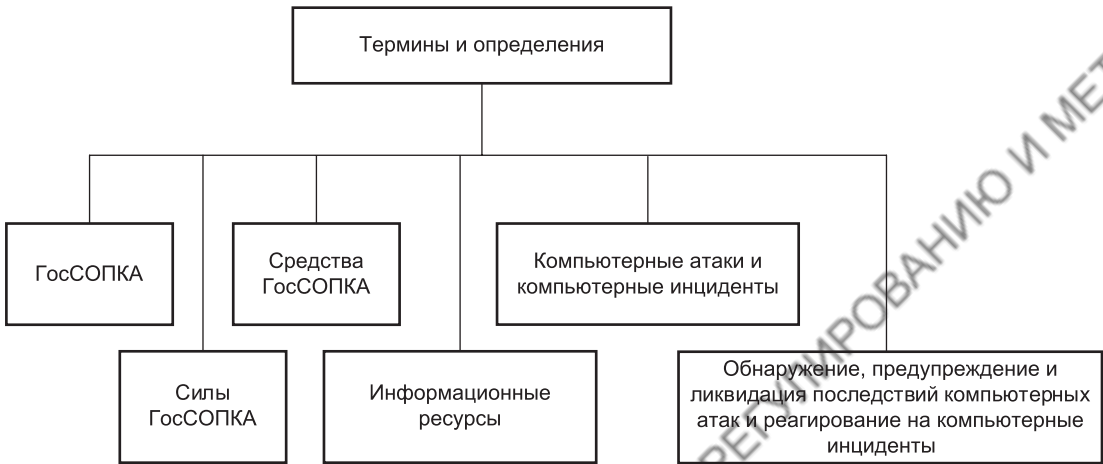 Термины и определения
ГосСОПКА
Средства
ГосСОПКА
Компьютерные атаки и
компьютерные инциденты
Силы
ГосСОПКА
Информационные
ресурсы
Обнаружение, предупреждение и
ликвидация последствий компьютерных
атак и реагирование на компьютерные
инциденты
РЕГУЛИРОВАНИЮ И